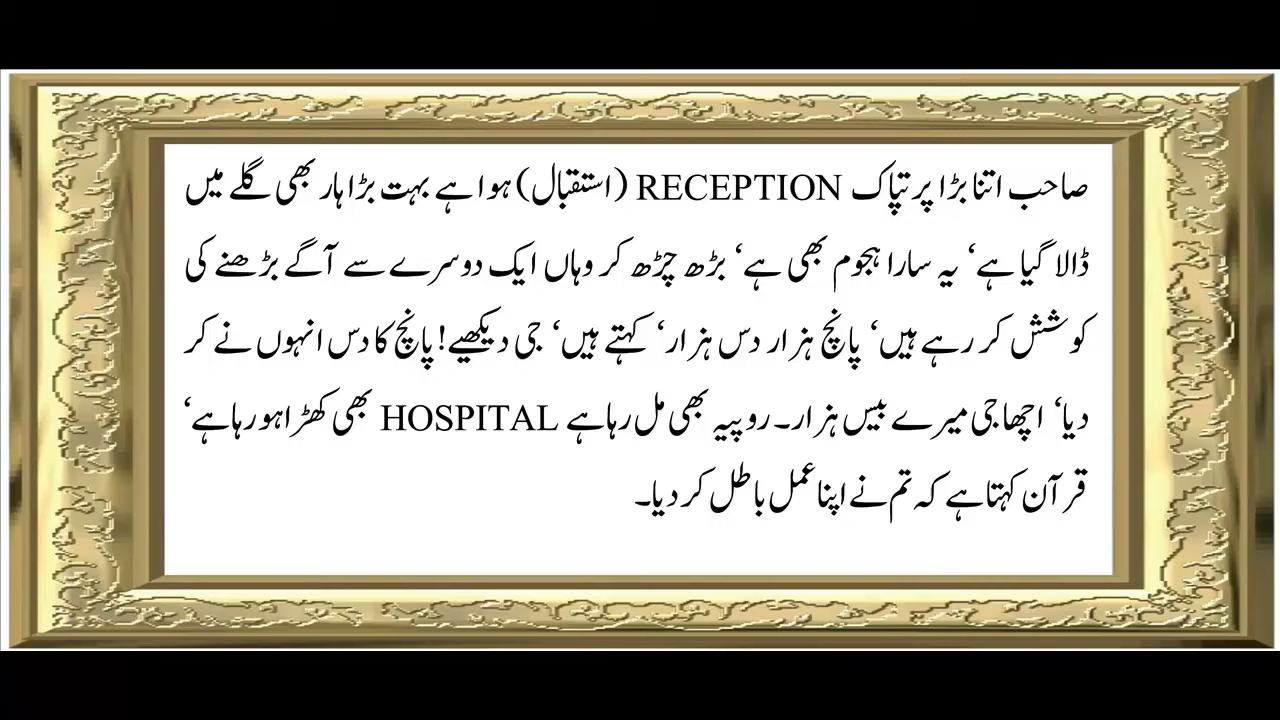 صاحب اتنا بڑا پر تپاک RECEPTION (استقبال) ہوا ہے بہت بڑا ہار بھی گلے میں
ڈالا گیا ہے‘ یہ سارا ہجوم بھی ہے‘ بڑھ چڑھ کر وہاں ایک دوسرے سے آگے بڑھنے کی
کوشش کر رہے ہیں‘ پانچ ہزار دس ہزار‘ کہتے ہیں‘ جی دیکھیے! پانچ کا دس انہوں نے کر
دیا‘ اچھا جی میرے بیس ہزار۔ روپیہ بھی مل رہا ہے HOSPITAL بھی کھڑا ہو رہا ہے‘
قرآن کہتا ہے کہ تم نے اپنا عمل باطل کر دیا۔